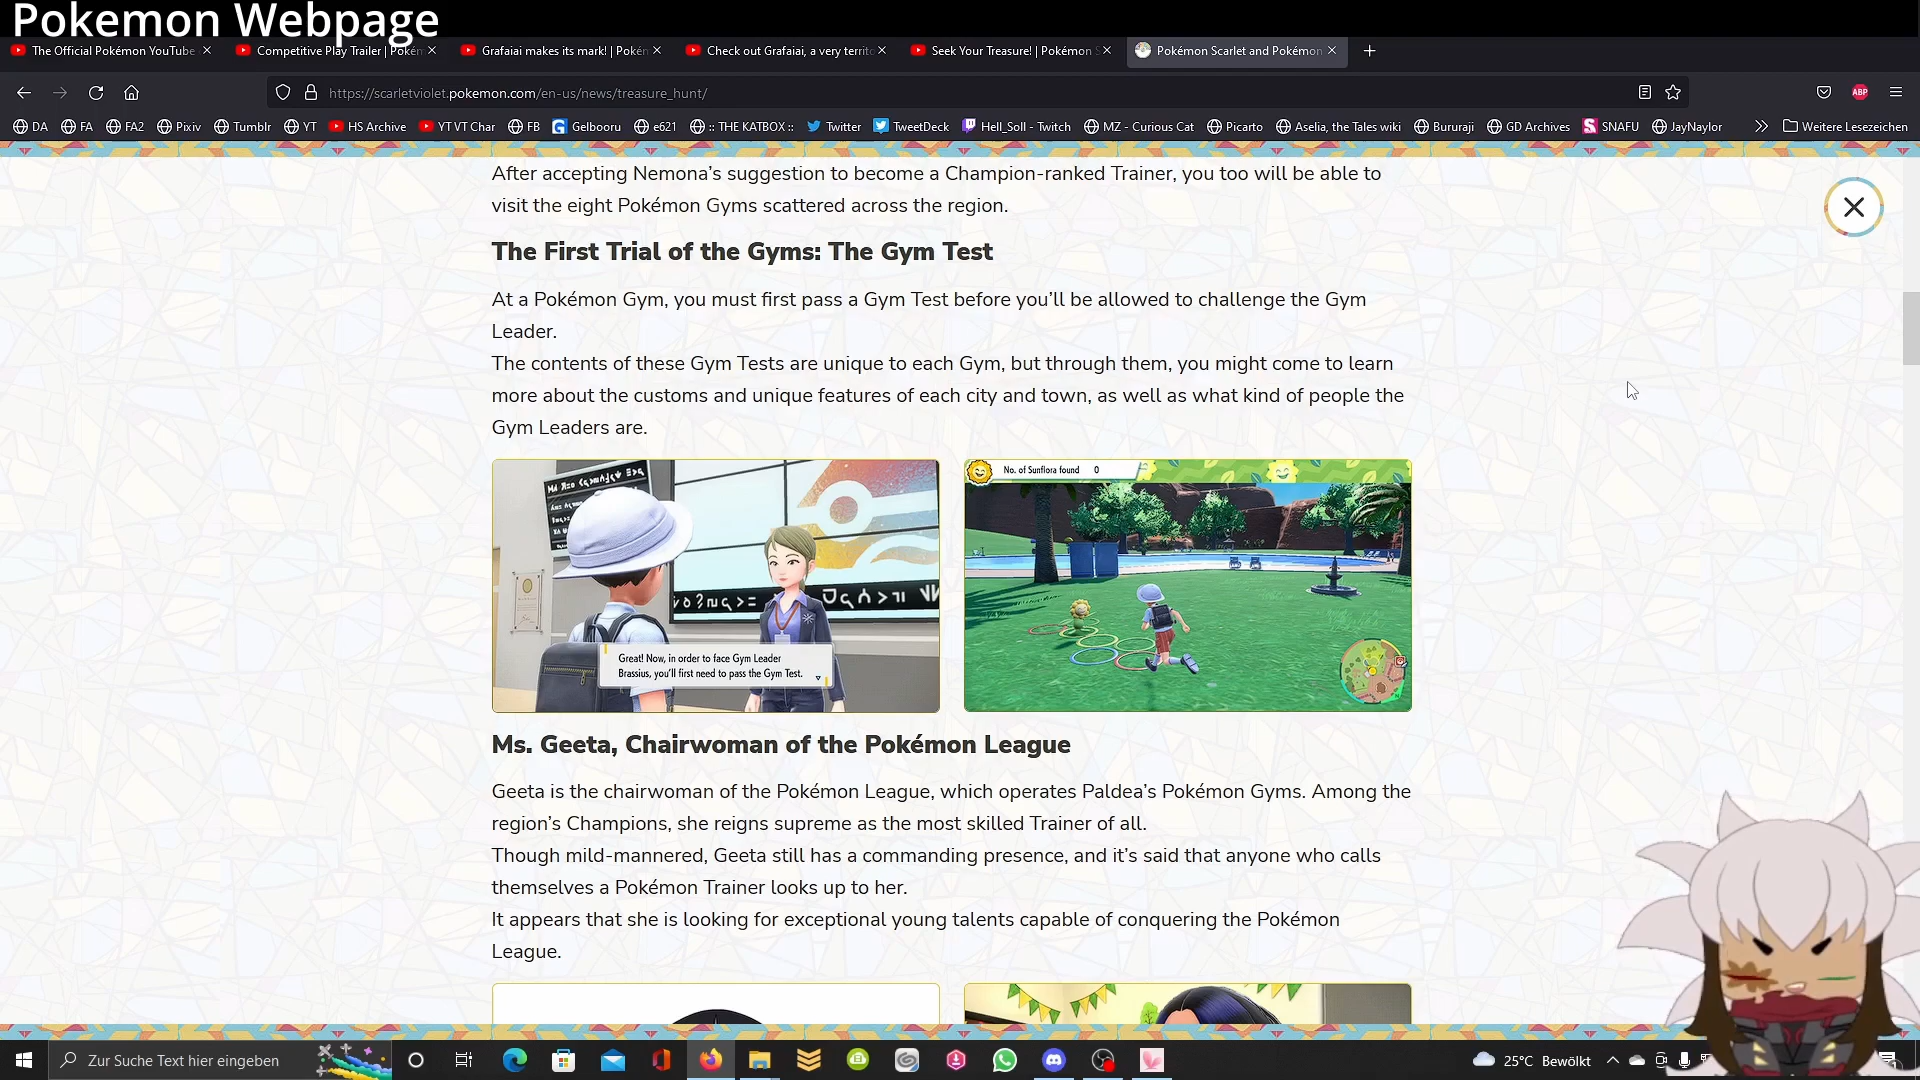 Pokemon Webpage
The Official Pokémon YouTube
Competitive Play Trailer | Pokém
Grafaiai makes its mark! | Pokén
Check out Grafaiai, a very territo
Seek Your Treasure! | Pokémon S
Pokémon Scarlet and Pokémon
https://scarletviolet.pokemon.com/en-us/news/treasure_hunt/
ABP
DA FA FA2 Pixiv Tumblr YT HS Archive YT VT Char FB Gelbooru e621 :: THE KATBOX :: Twitter TweetDeck Hell_Soll - Twitch MZ - Curious Cat Picarto Aselia, the Tales wiki Bururaji GD Archives SNAFU JayNaylor Weitere Lesezeichen
After accepting Nemona’s suggestion to become a Champion-ranked Trainer, you too will be able to
visit the eight Pokémon Gyms scattered across the region.
The First Trial of the Gyms: The Gym Test
At a Pokémon Gym, you must first pass a Gym Test before you’ll be allowed to challenge the Gym
Leader.
The contents of these Gym Tests are unique to each Gym, but through them, you might come to learn
more about the customs and unique features of each city and town, as well as what kind of people the
Gym Leaders are.
Great! Now, in order to face Gym Leader
Brassius, you’ll first need to pass the Gym Test.
No. of Sunflora found 0
Ms. Geeta, Chairwoman of the Pokémon League
Geeta is the chairwoman of the Pokémon League, which operates Paldea’s Pokémon Gyms. Among the
region’s Champions, she reigns supreme as the most skilled Trainer of all.
Though mild-mannered, Geeta still has a commanding presence, and it’s said that anyone who calls
themselves a Pokémon Trainer looks up to her.
It appears that she is looking for exceptional young talents capable of conquering the Pokémon
League.
Zur Suche Text hier eingeben
25°C Bewölkt